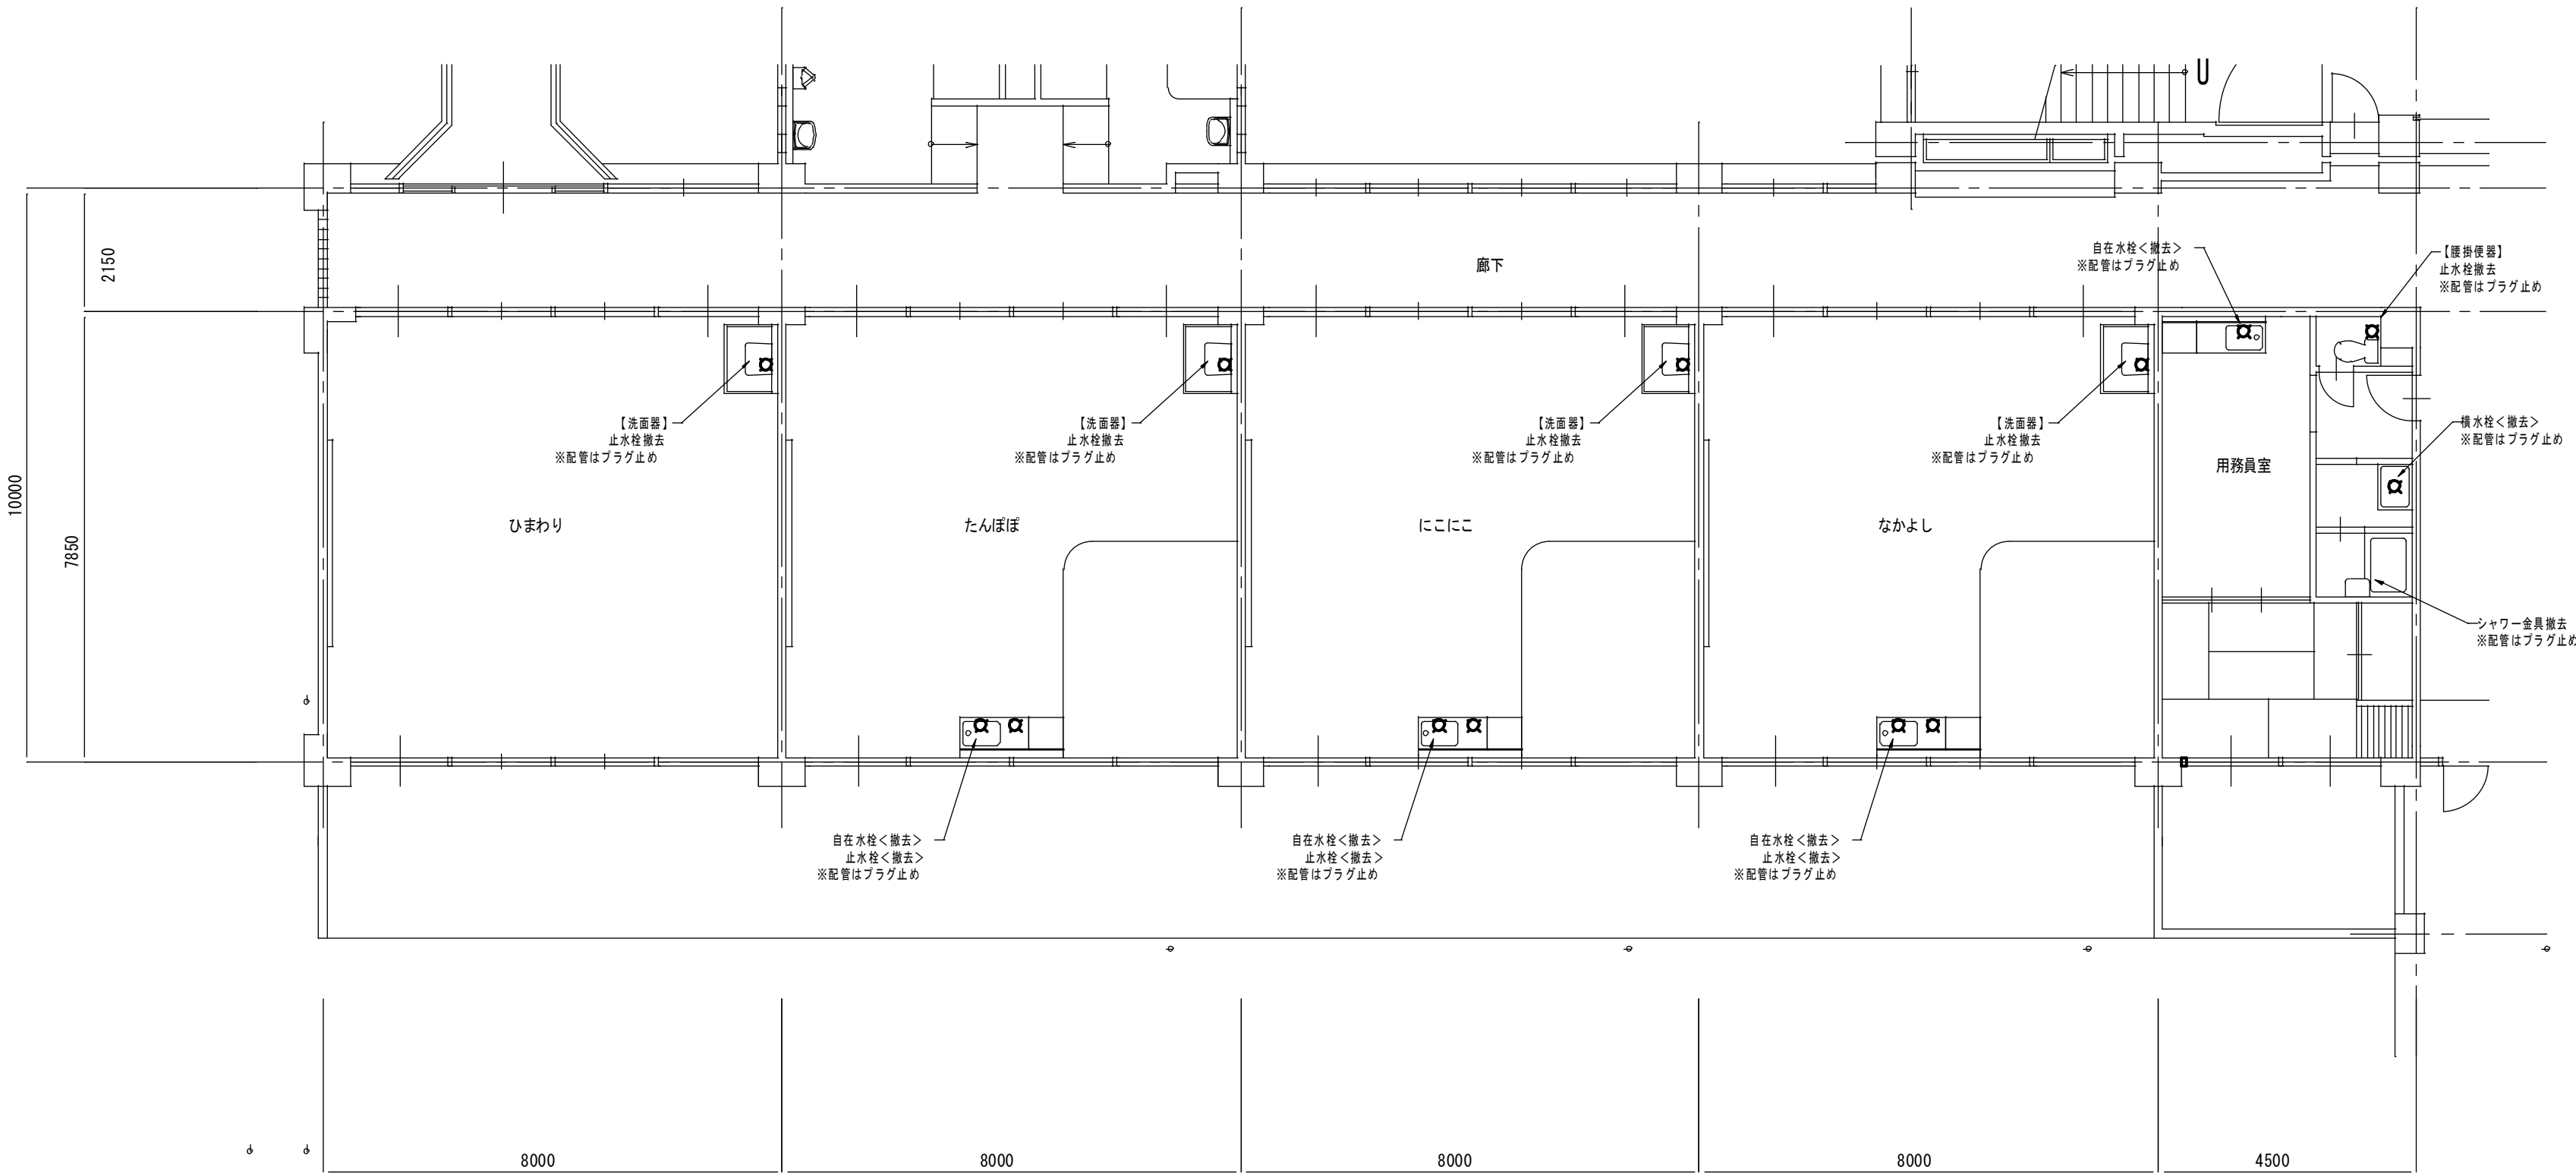 U
2150
廊下
自在水栓＜撤去＞
※配管はプラグ止め
【腰掛便器】
止水栓撤去
※配管はプラグ止め
【洗面器】
止水栓撤去
※配管はプラグ止め
【洗面器】
止水栓撤去
※配管はプラグ止め
【洗面器】
止水栓撤去
※配管はプラグ止め
【洗面器】
止水栓撤去
※配管はプラグ止め
横水栓＜撤去＞
※配管はプラグ止め
用務員室
10000
7850
ひまわり
たんぽぽ
にこにこ
なかよし
シャワー金具撤去
※配管はプラグ止め
自在水栓＜撤去＞
止水栓＜撤去＞
※配管はプラグ止め
自在水栓＜撤去＞
止水栓＜撤去＞
※配管はプラグ止め
自在水栓＜撤去＞
止水栓＜撤去＞
※配管はプラグ止め
8000
8000
8000
8000
4500